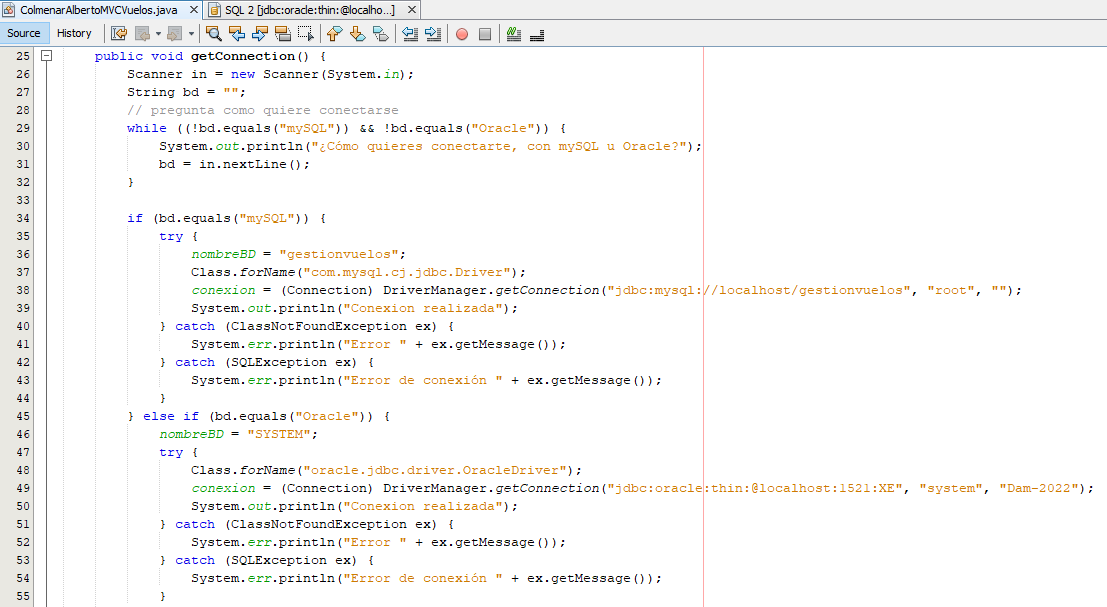 ColmenarAlbertoMVCVuelos.java SQL 2 [jdbc:oracle:thin:@localho...]
Source History
25 public void getConnection() {
26 Scanner in = new Scanner(System.in);
27 String bd = "";
28 // pregunta como quiere conectarse
29 while ((!bd.equals("mySQL")) && !bd.equals("Oracle")) {
30 System.out.println("¿Cómo quieres conectarte, con mySQL u Oracle?");
31 bd = in.nextLine();
32 }
33
34 if (bd.equals("mySQL")) {
35 try {
36 nombreBD = "gestionvuelos";
37 Class.forName("com.mysql.cj.jdbc.Driver");
38 conexion = (Connection) DriverManager.getConnection("jdbc:mysql://localhost/gestionvuelos", "root", "");
39 System.out.println("Conexion realizada");
40 } catch (ClassNotFoundException ex) {
41 System.err.println("Error " + ex.getMessage());
42 } catch (SQLException ex) {
43 System.err.println("Error de conexión " + ex.getMessage());
44 }
45 } else if (bd.equals("Oracle")) {
46 nombreBD = "SYSTEM";
47 try {
48 Class.forName("oracle.jdbc.driver.OracleDriver");
49 conexion = (Connection) DriverManager.getConnection("jdbc:oracle:thin:@localhost:1521:XE", "system", "Dam-2022");
50 System.out.println("Conexion realizada");
51 } catch (ClassNotFoundException ex) {
52 System.err.println("Error " + ex.getMessage());
53 } catch (SQLException ex) {
54 System.err.println("Error de conexión " + ex.getMessage());
55 }